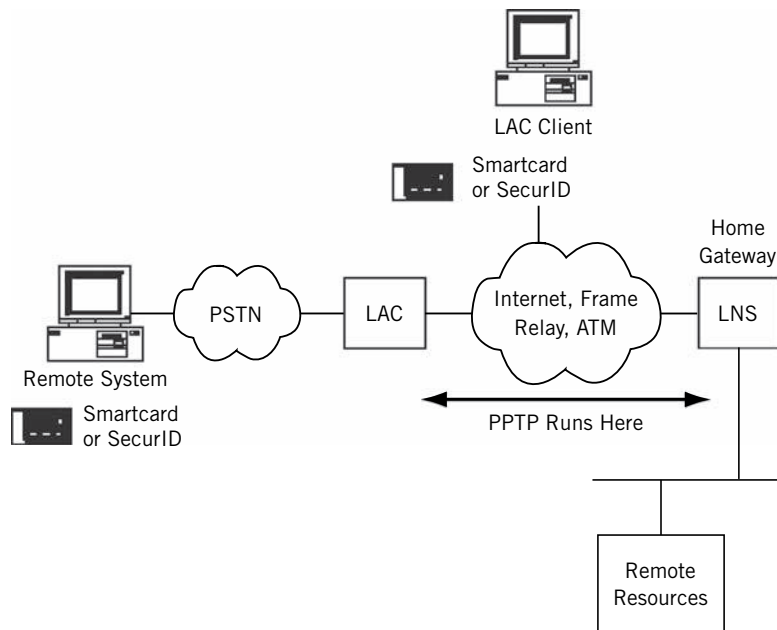 LAC Client
Smartcard
or SecurID
Home
Gateway
PSTN
LAC
Internet, Frame
Relay, ATM
LNS
Remote System
Smartcard
or SecurID
PPTP Runs Here
Remote
Resources